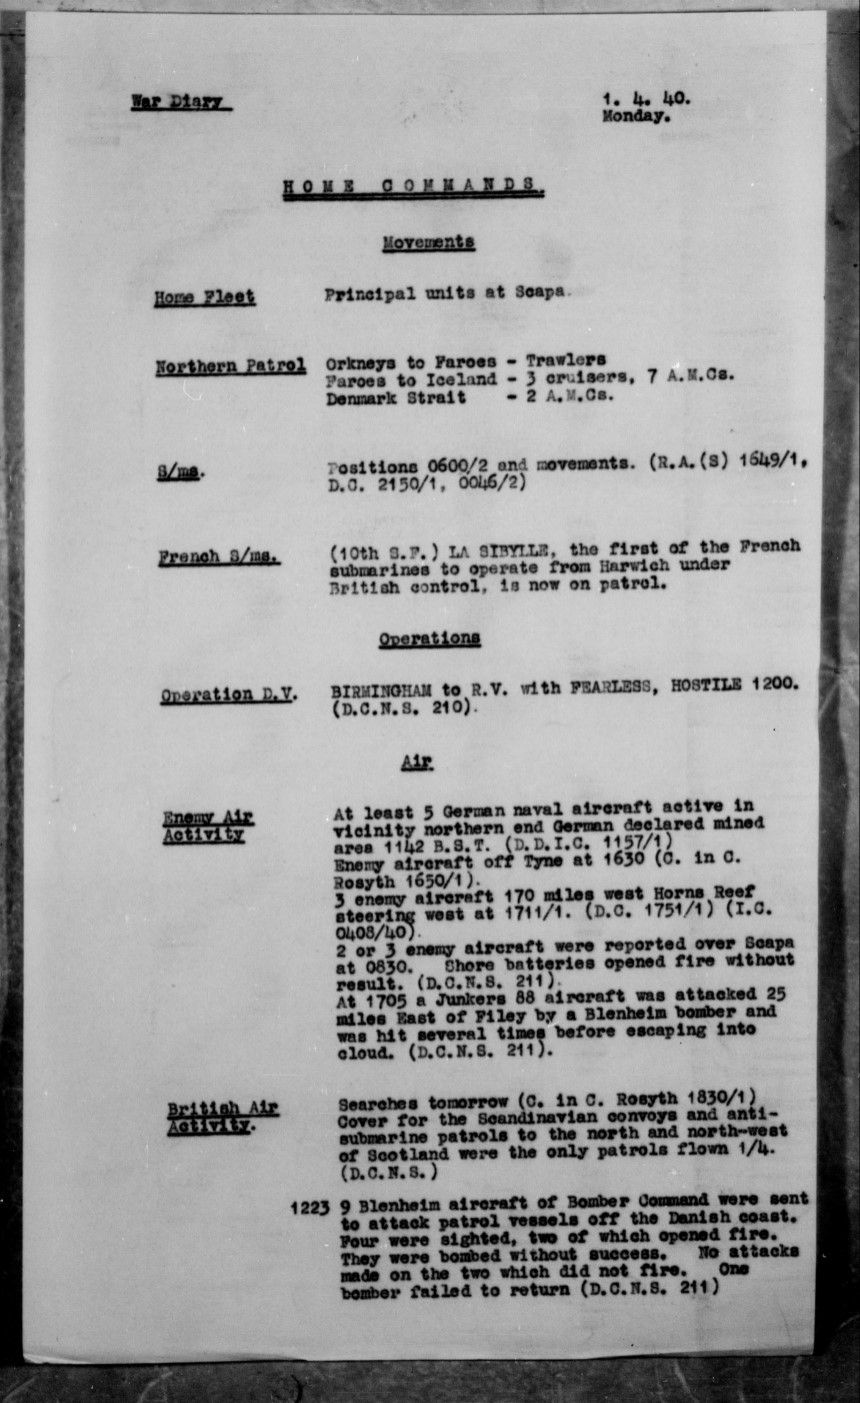 War Diary
1. 4. 40.
Monday.
HOME COMMANDS.
Movements
Home Fleet Principal units at Scapa.
Northern Patrol Orkneys to Faroes - Trawlers
Faroes to Iceland - 3 cruisers, 7 A.M.Cs.
Denmark Strait - 2 A.M.Cs.
S/ms. Positions 0600/2 and movements. (R.A.(S) 1649/1,
D.C. 2150/1, 0046/2)
French S/ms. (10th S.F.) LA SIBYLLE, the first of the French
submarines to operate from Harwich under
British control, is now on patrol.
Operations
Operation D.V. BIRMINGHAM to R.V. with FEARLESS, HOSTILE 1200.
(D.C.N.S. 210).
Air
Enemy Air
Activity
At least 5 German naval aircraft active in
vicinity northern end German declared mined
area 1142 B.S.T. (D.D.I.C. 1157/1)
Enemy aircraft off Tyne at 1630 (C. in C.
Rosyth 1650/1).
3 enemy aircraft 170 miles west Horns Reef
steering west at 1711/1. (D.C. 1751/1) (I.C.
0408/40).
2 or 3 enemy aircraft were reported over Scapa
at 0830. Shore batteries opened fire without
result. (D.C.N.S. 211).
At 1705 a Junkers 88 aircraft was attacked 25
miles East of Filey by a Blenheim bomber and
was hit several times before escaping into
cloud. (D.C.N.S. 211).
British Air
Activity.
Searches tomorrow (C. in C. Rosyth 1830/1)
Cover for the Scandinavian convoys and anti-
submarine patrols to the north and north-west
of Scotland were the only patrols flown 1/4.
(D.C.N.S.)
1223 9 Blenheim aircraft of Bomber Command were sent
to attack patrol vessels off the Danish coast.
Four were sighted, two of which opened fire.
They were bombed without success. No attacks
made on the two which did not fire. One
bomber failed to return (D.C.N.S. 211)